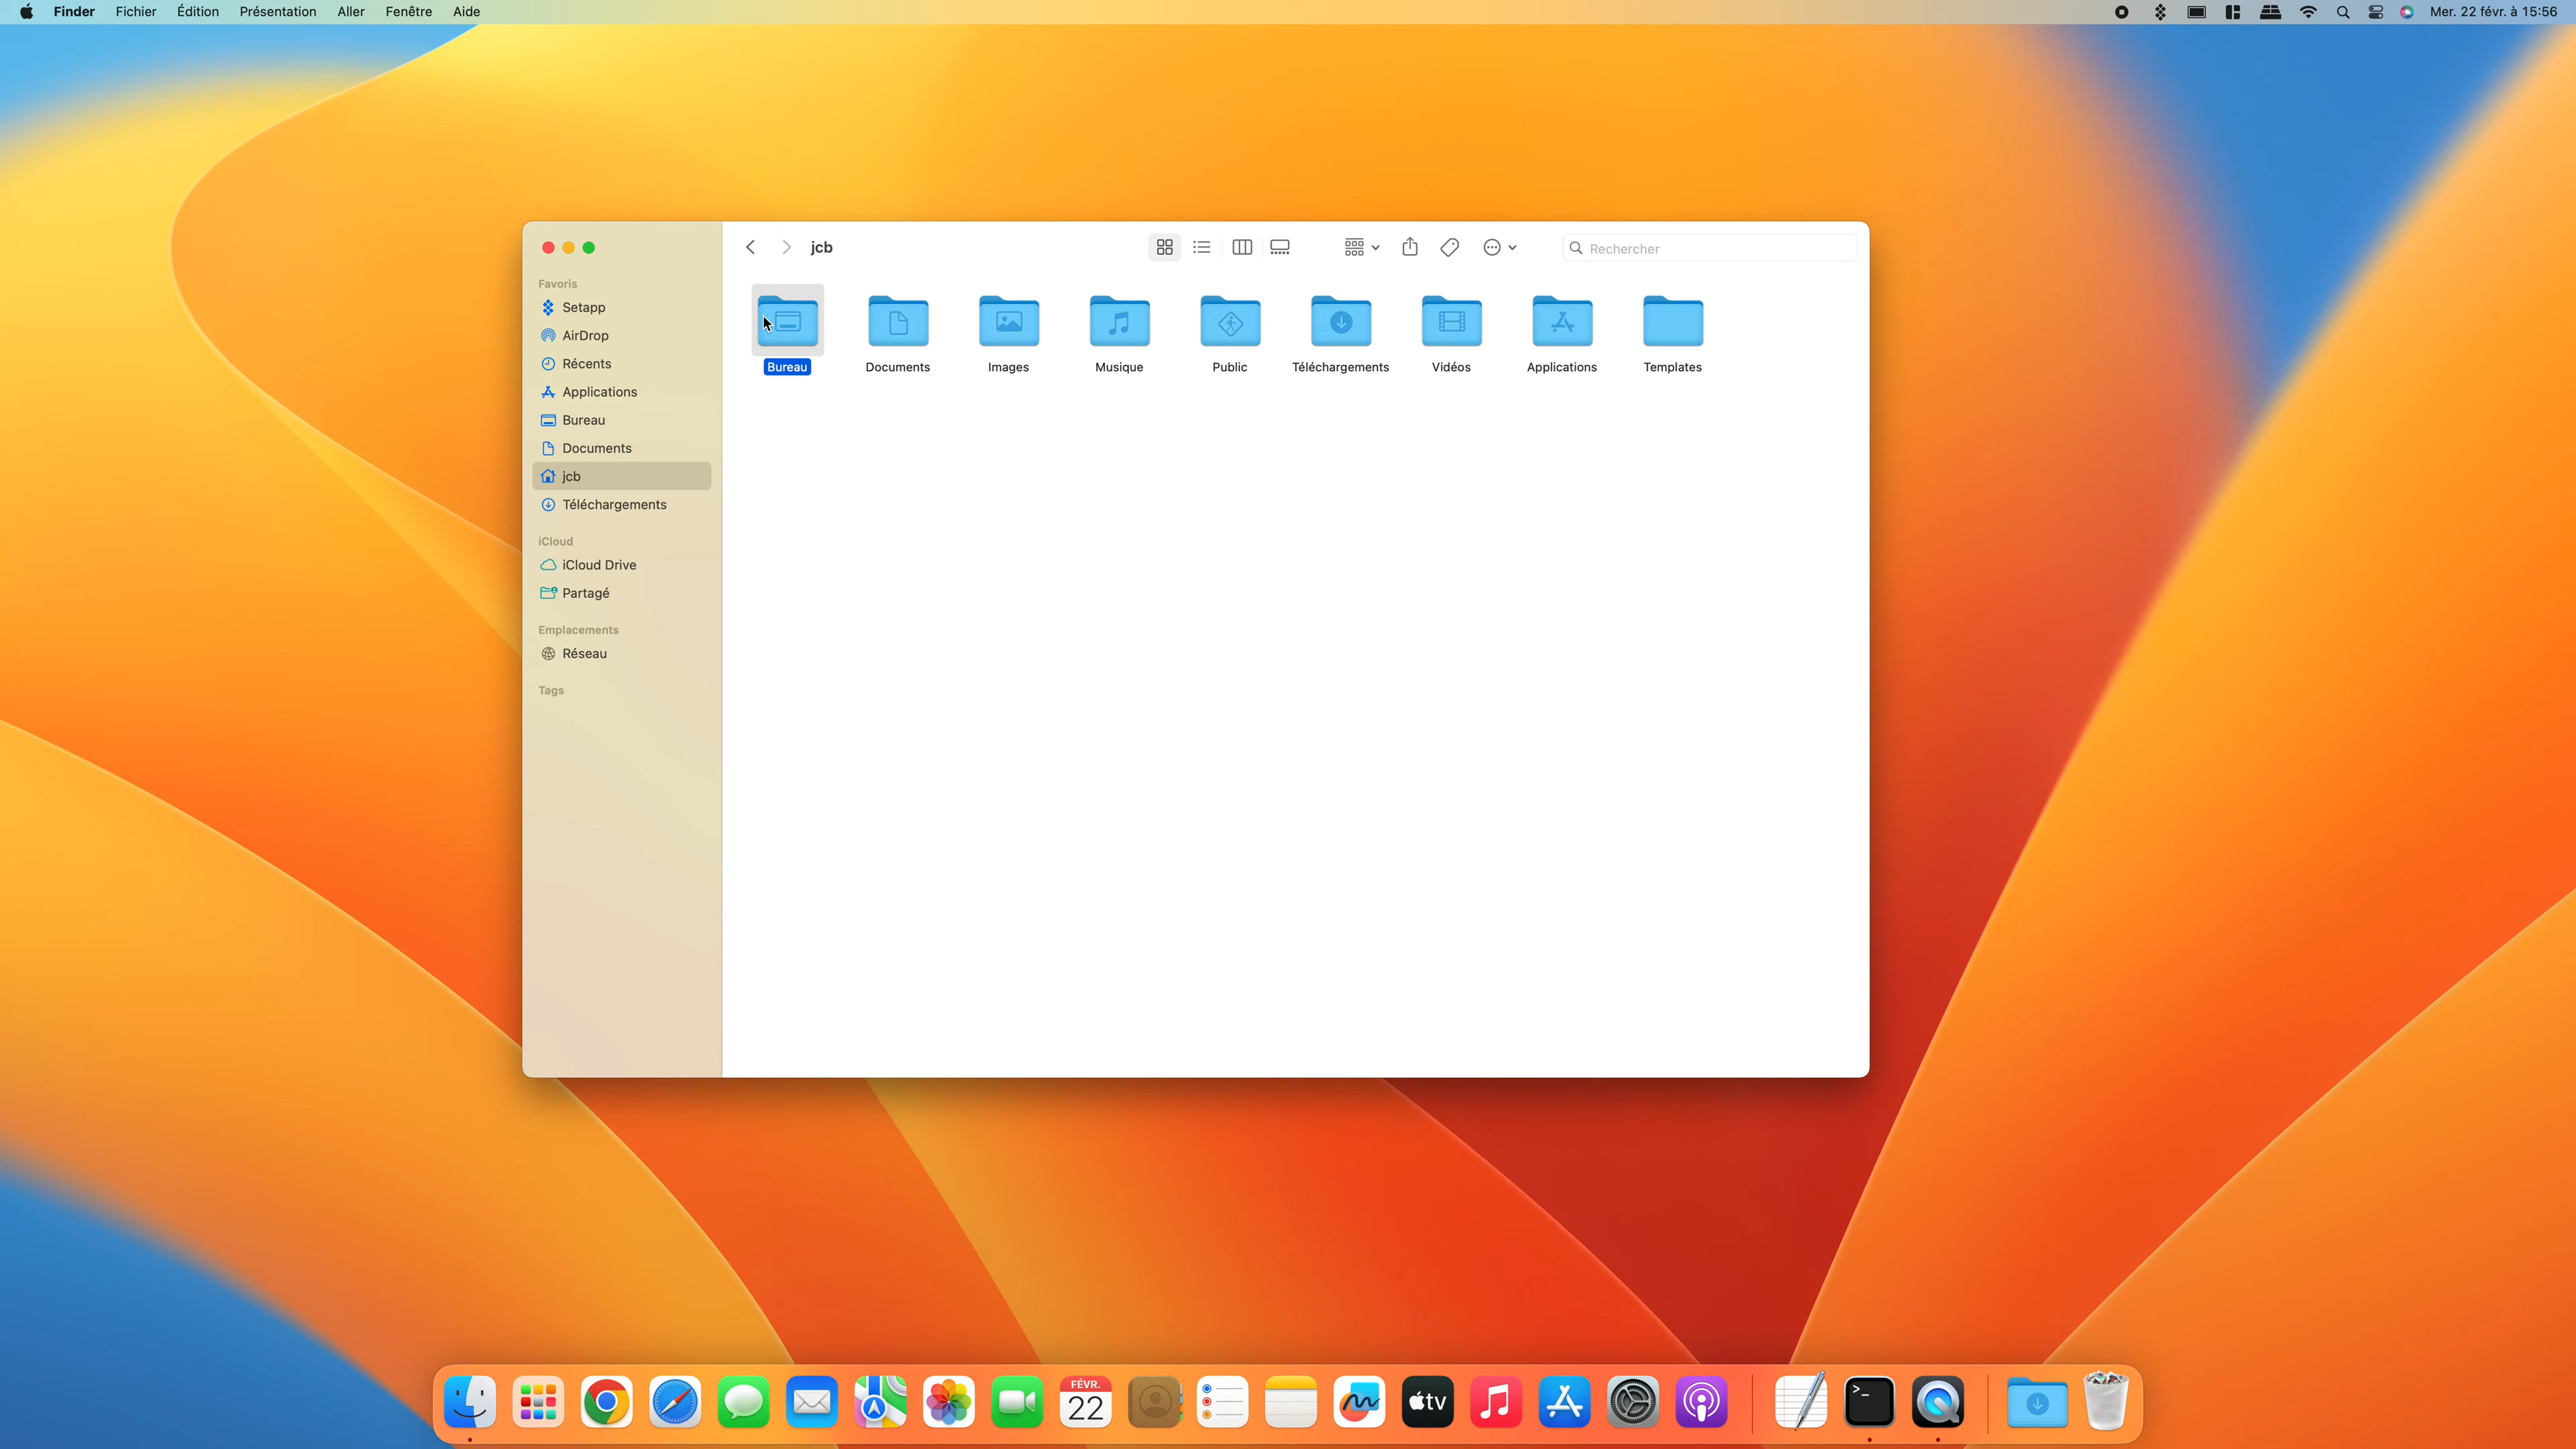 Finder Fichier Édition Présentation Aller Fenêtre Aide Mer. 22 févr. à 15:56
jcb
Rechercher
Favoris
Setapp
AirDrop
Récents
Applications
Bureau
Documents
jcb
Téléchargements
iCloud
iCloud Drive
Partagé
Emplacements
Réseau
Tags
Bureau Documents Images Musique Public Téléchargements Vidéos Applications Templates
FÉVR.
22
tv
>_